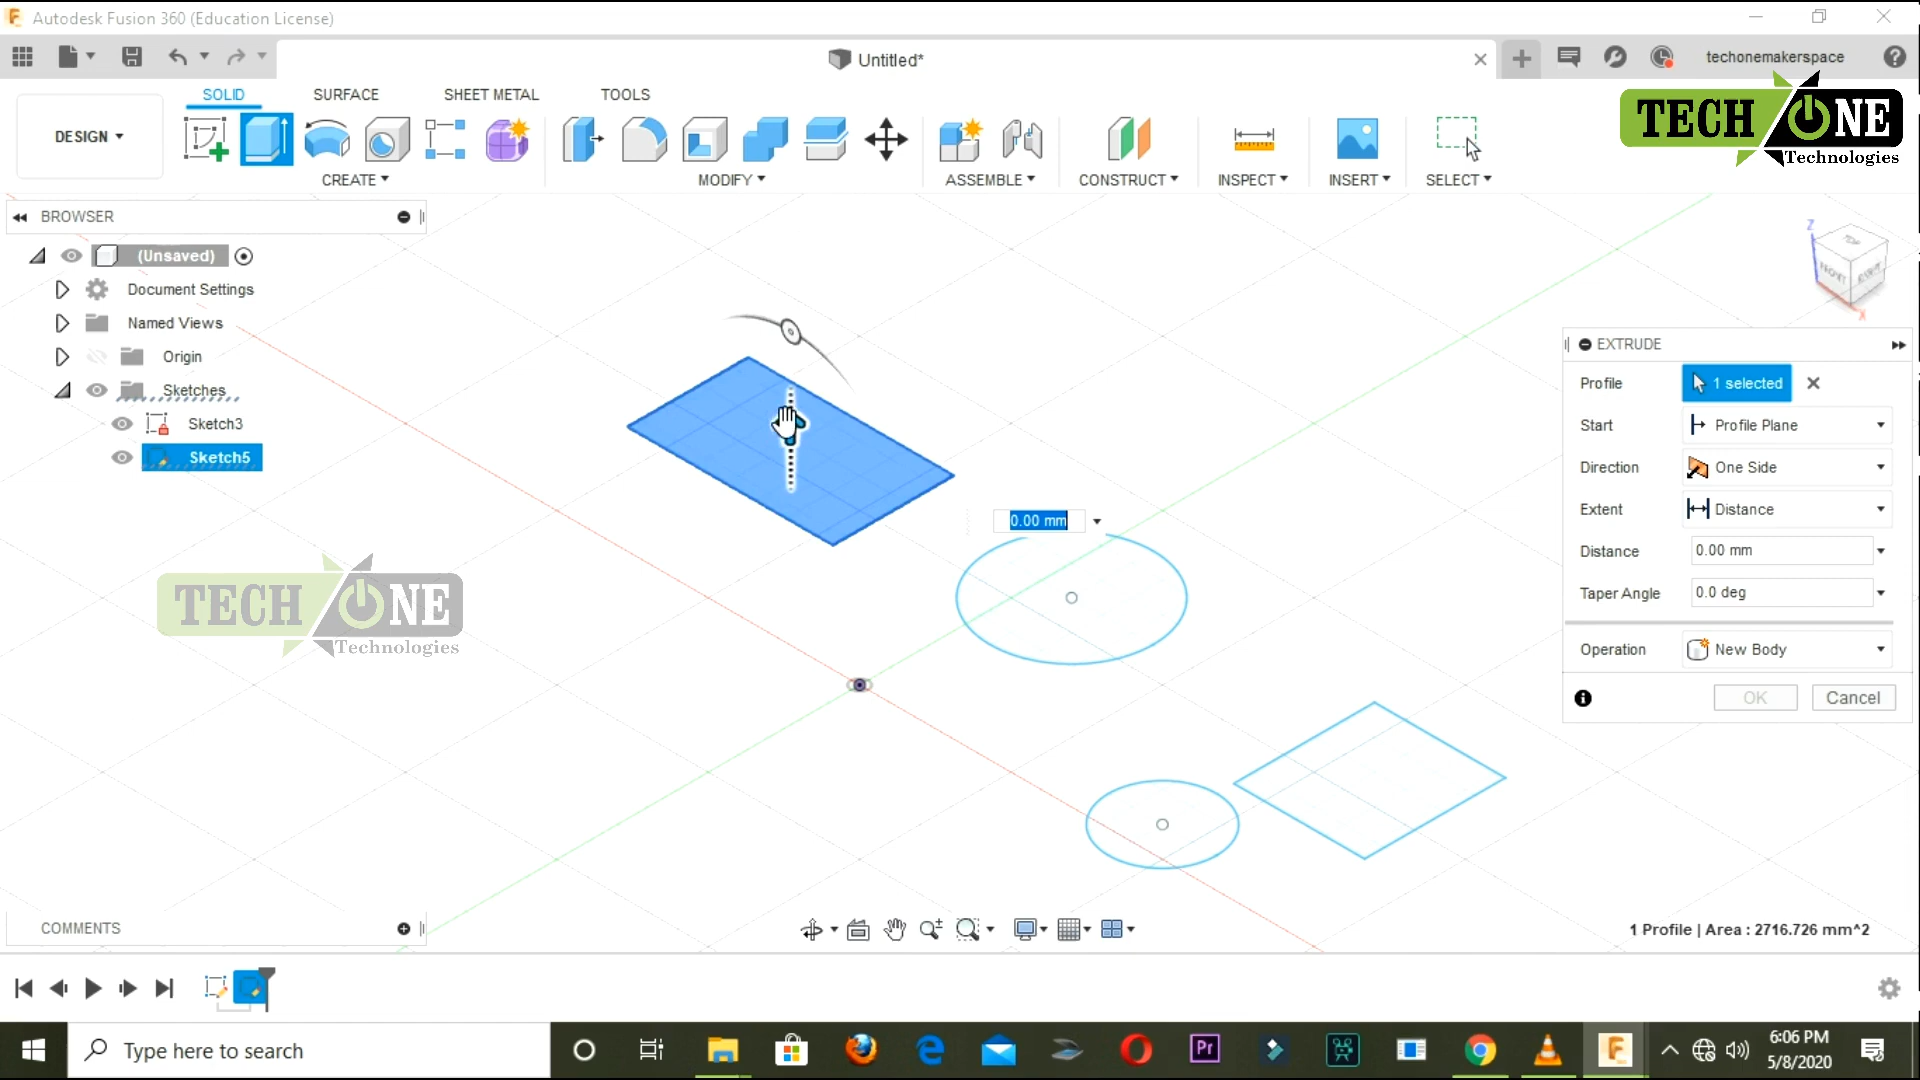 Autodesk Fusion 360 (Education License)
Untitled*
techonemakerspace
SOLID SURFACE SHEET METAL TOOLS
DESIGN
CREATE MODIFY ASSEMBLE CONSTRUCT INSPECT INSERT SELECT
TECH ONE
Technologies
BROWSER
(Unsaved)
Document Settings
Named Views
Origin
Sketches
Sketch3
Sketch5
Z
TOP
FRONT
RIGHT
X
EXTRUDE
Profile 1 selected
Start Profile Plane
Direction One Side
Extent Distance
Distance 0.00 mm
Taper Angle 0.0 deg
Operation New Body
OK Cancel
0.00 mm
TECH ONE
Technologies
COMMENTS
1 Profile | Area : 2716.726 mm^2
Type here to search
Pr
6:06 PM
5/8/2020